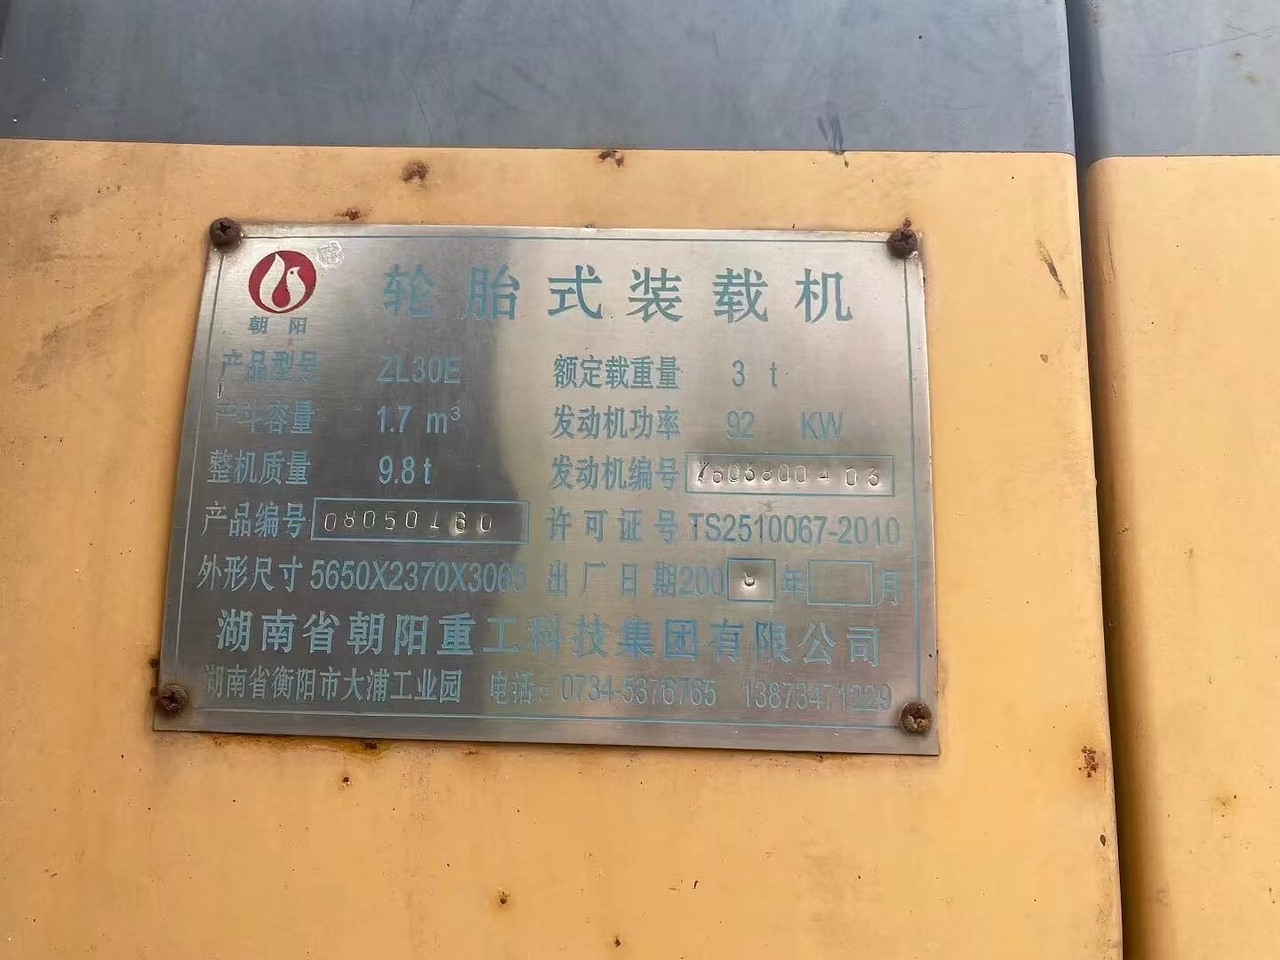 朝阳
轮胎式装载机
产品型号 ZL30E 额定载重量 3 t
产斗容量 1.7 m³ 发动机功率 92 KW
整机质量 9.8t 发动机编号 7603800403
产品编号 08050160 许可证号 TS2510067-2010
外形尺寸 5650X2370X3065 出厂日期 200 年 月
湖南省朝阳重工科技集团有限公司
湖南省衡阳市大浦工业园 电话: 0734-5376765 13873471229